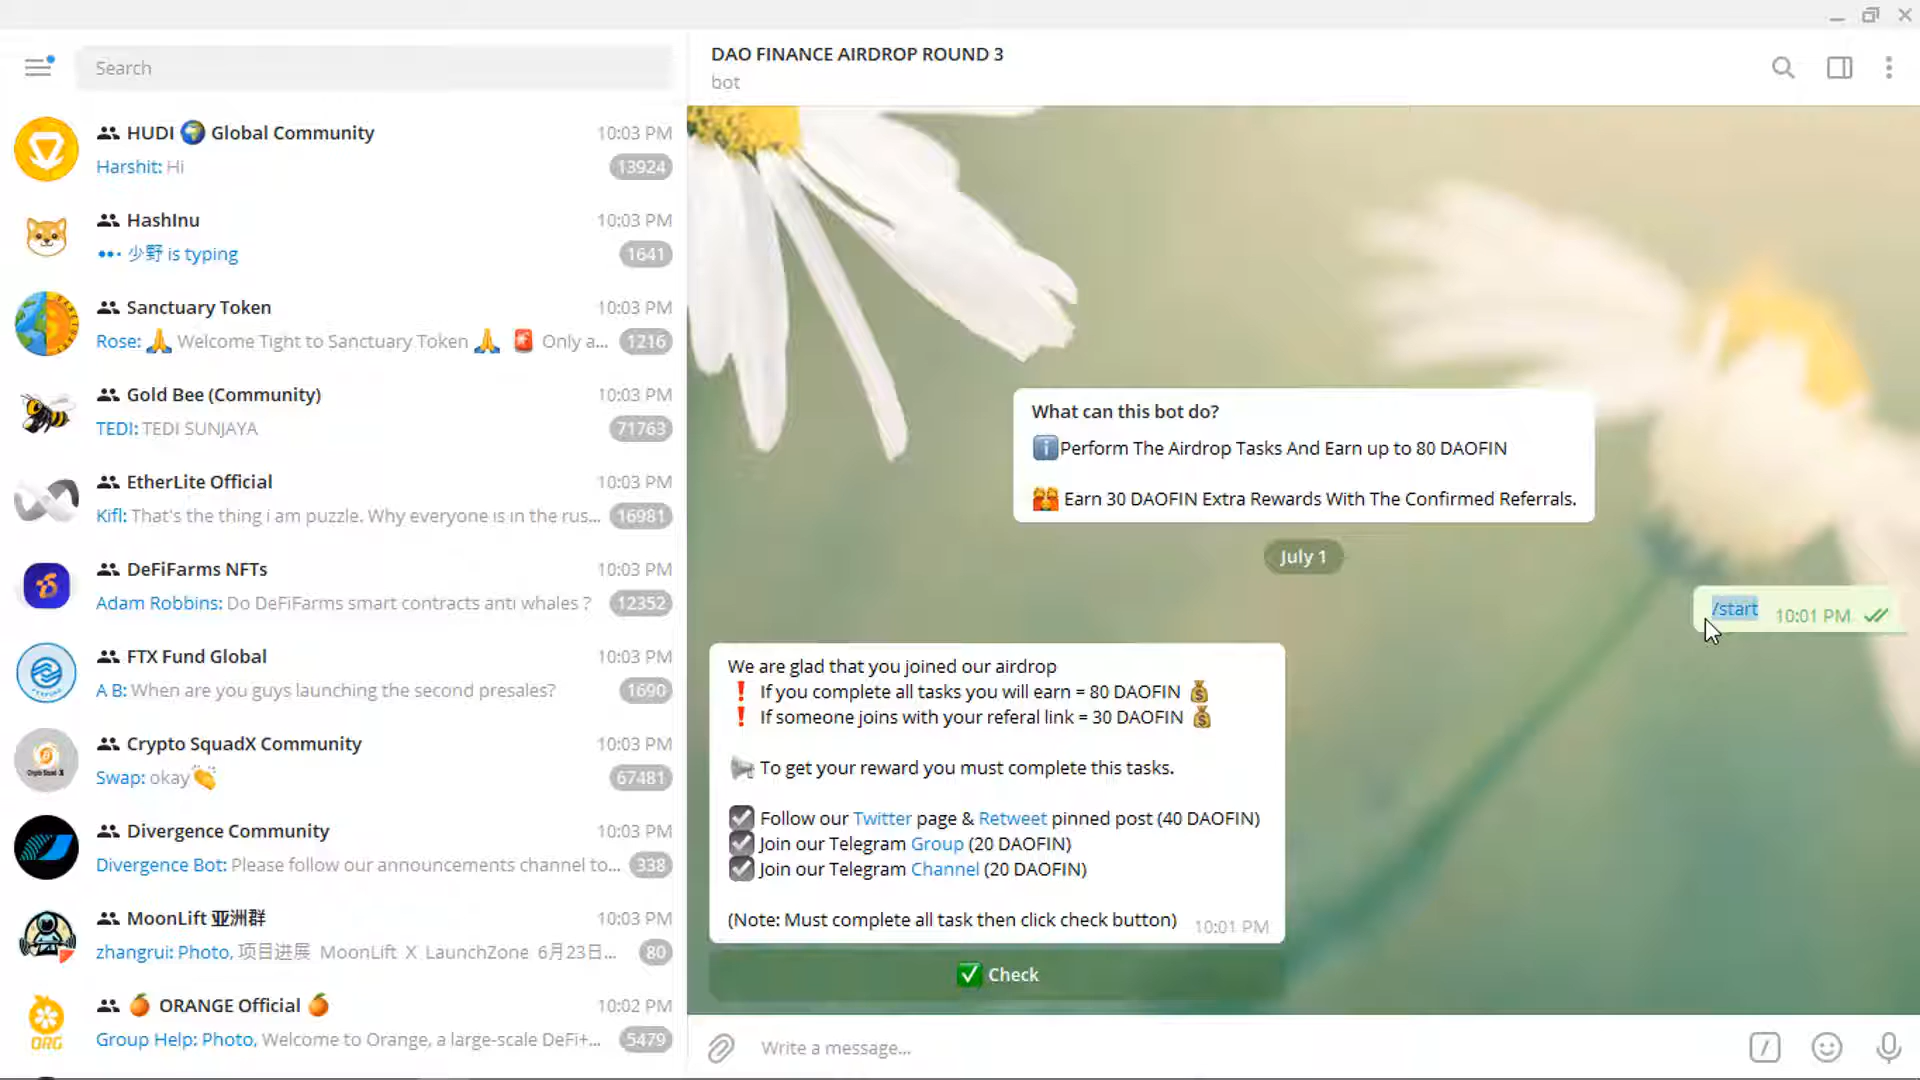 Search
HUDI 🌍 Global Community 10:03 PM
Harshit: Hi 13924
HashInu 10:03 PM
少野 is typing 1641
Sanctuary Token 10:03 PM
Rose: 🙏 Welcome Tight to Sanctuary Token 🙏 🚨 Only a... 1216
Gold Bee (Community) 10:03 PM
TEDI: TEDI SUNJAYA 71763
EtherLite Official 10:03 PM
Kifl: That's the thing i am puzzle. Why everyone is in the rus... 16981
DeFiFarms NFTs 10:03 PM
Adam Robbins: Do DeFiFarms smart contracts anti whales ? 12352
FTX Fund Global 10:03 PM
A B: When are you guys launching the second presales? 1690
Crypto SquadX Community 10:03 PM
Swap: okay 👏 67481
Divergence Community 10:03 PM
Divergence Bot: Please follow our announcements channel to... 338
MoonLift 亚洲群 10:03 PM
zhangrui: Photo, 项目进展 MoonLift X LaunchZone 6月23日... 80
🍊 ORANGE Official 🍊 10:02 PM
Group Help: Photo, Welcome to Orange, a large-scale DeFi+... 5479
ORG
DAO FINANCE AIRDROP ROUND 3
bot
What can this bot do?
ℹ️Perform The Airdrop Tasks And Earn up to 80 DAOFIN
Earn 30 DAOFIN Extra Rewards With The Confirmed Referrals.
July 1
/start 10:01 PM
We are glad that you joined our airdrop
❗ If you complete all tasks you will earn = 80 DAOFIN 💰
❗ If someone joins with your referal link = 30 DAOFIN 💰
📢 To get your reward you must complete this tasks.
☑️ Follow our Twitter page & Retweet pinned post (40 DAOFIN)
☑️ Join our Telegram Group (20 DAOFIN)
☑️ Join our Telegram Channel (20 DAOFIN)
(Note: Must complete all task then click check button) 10:01 PM
✅ Check
Write a message...